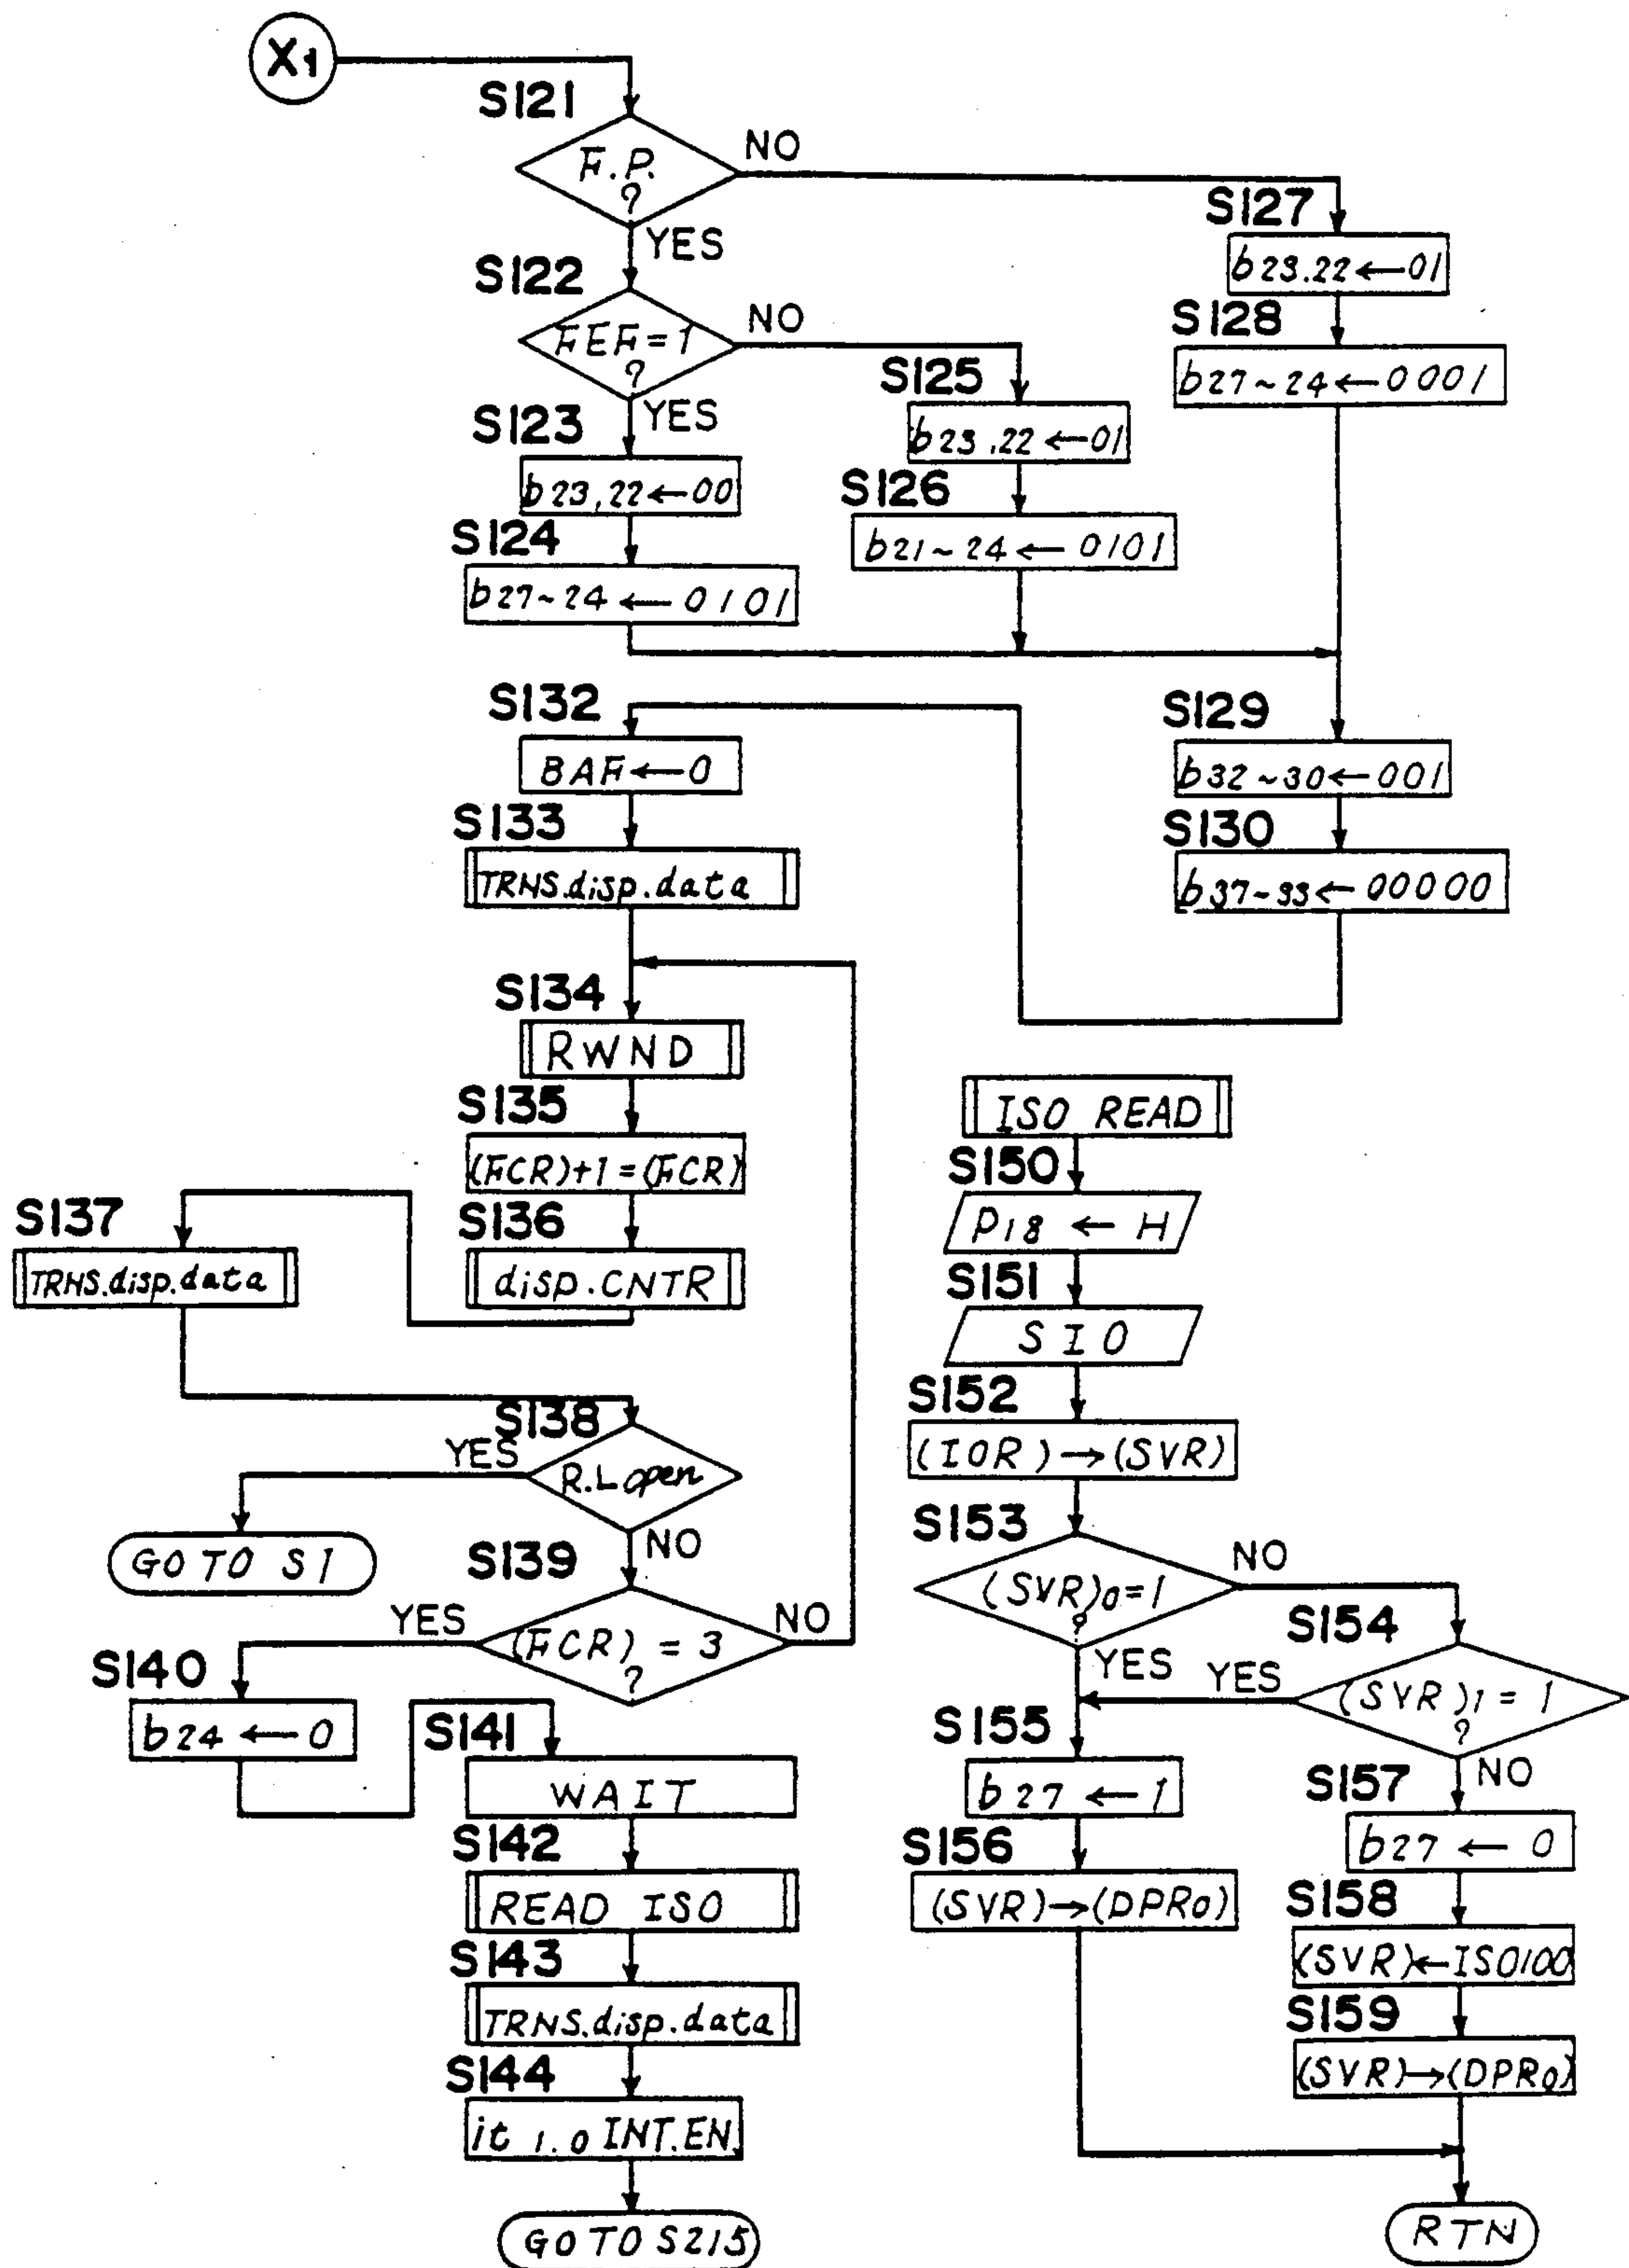 X1
S121
F.P.
?
NO
YES
S122
FEF=1
?
NO
YES
S123
b23,22←00
S124
b27~24←0101
S125
b23.22←01
S126
b21~24←0101
S127
b23.22←01
S128
b27~24←0001
S129
b32~30←001
S130
b37~33←00000
S132
BAF←0
S133
TRNS.disp.data
S134
RWND
S135
(FCR)+1=(FCR)
S136
disp.CNTR
S137
TRNS.disp.data
S138
R.L open
YES
NO
GO TO S1
S139
(FCR) = 3
?
YES
NO
S140
b24←0
S141
WAIT
S142
READ ISO
S143
TRNS.disp.data
S144
it 1.0 INT.EN.
GO TO S215
ISO READ
S150
P18 ← H
S151
SIO
S152
(IOR)→(SVR)
S153
(SVR)0=1
?
NO
YES
S154
(SVR)1=1
?
YES
NO
S155
b27 ← 1
S156
(SVR)→(DPR0)
S157
b27 ← 0
S158
(SVR)←ISO100
S159
(SVR)→(DPR0)
RTN